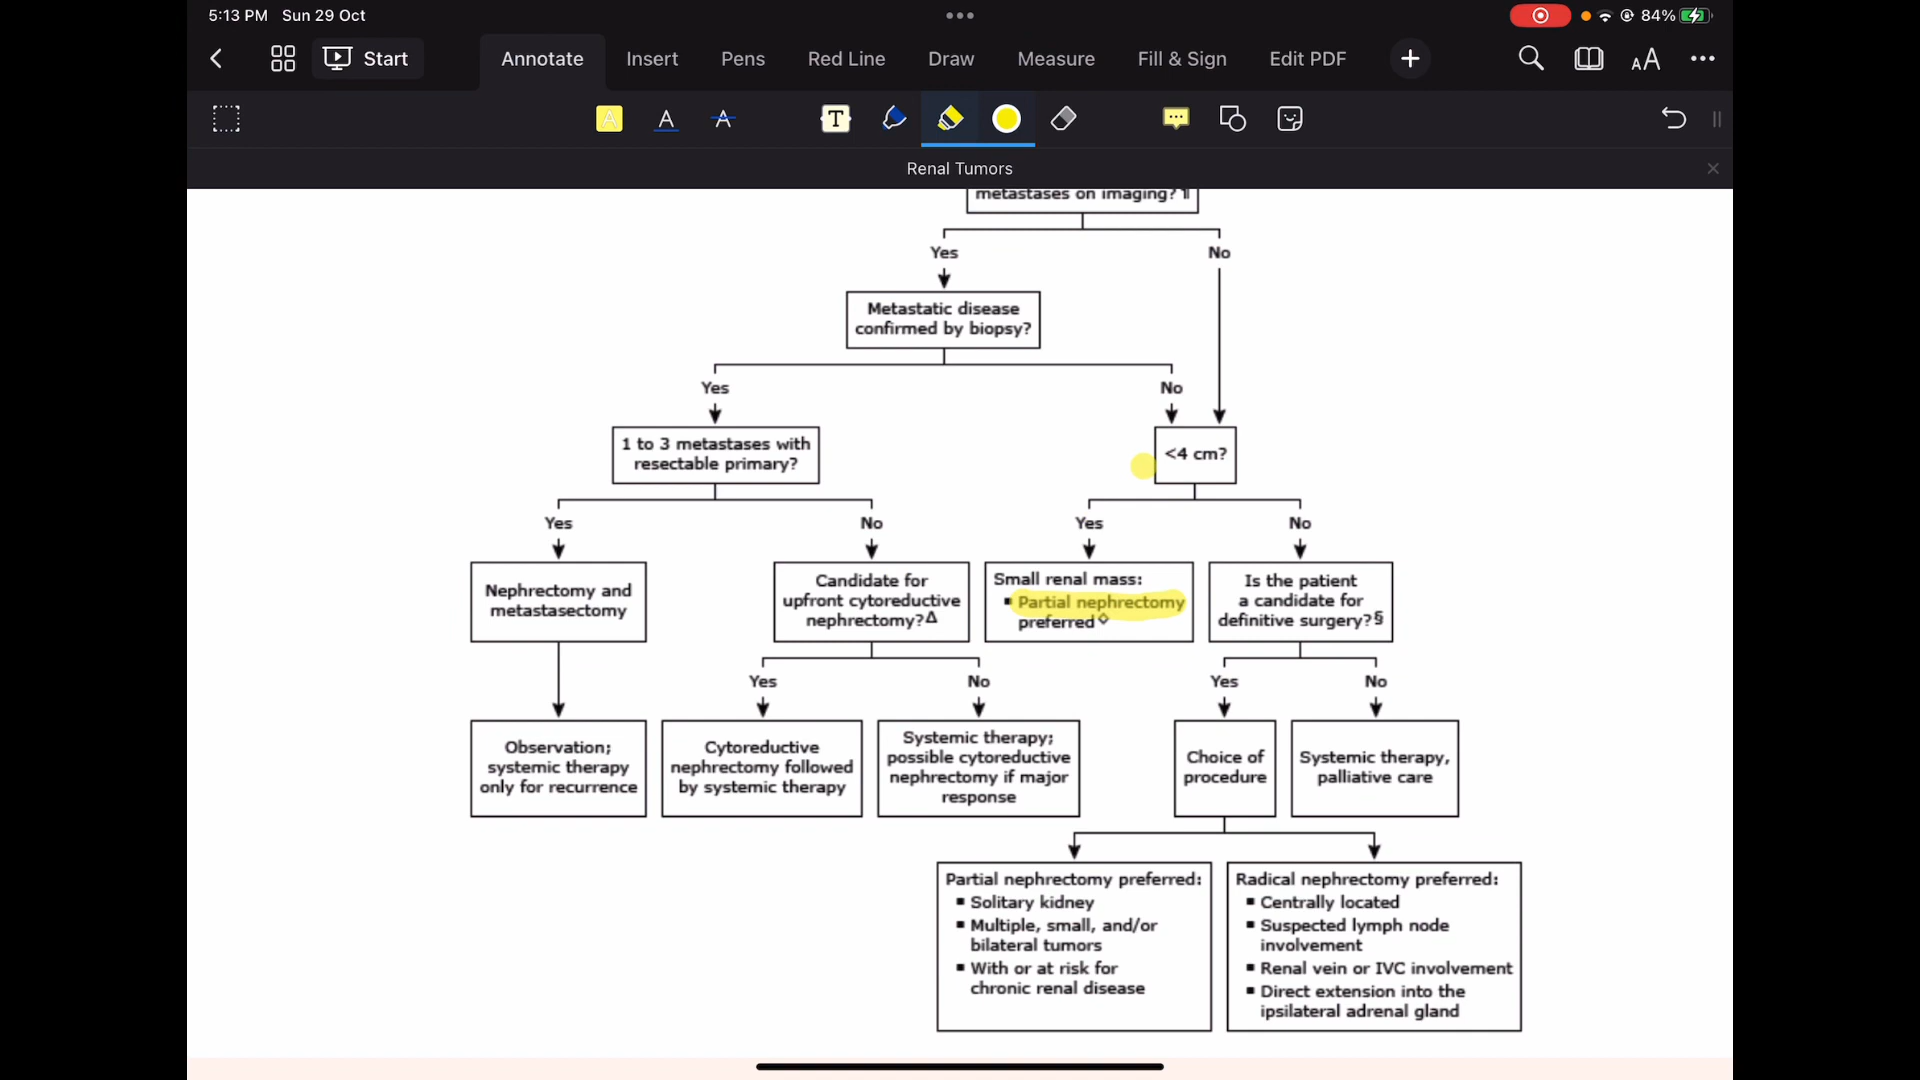 5:13 PM Sun 29 Oct
84%
Start
Annotate Insert Pens Red Line Draw Measure Fill & Sign Edit PDF
Renal Tumors
metastases on imaging?¶
Yes
No
Metastatic disease
confirmed by biopsy?
Yes
No
1 to 3 metastases with
resectable primary?
<4 cm?
Yes
No
Yes
No
Nephrectomy and
metastasectomy
Candidate for
upfront cytoreductive
nephrectomy?Δ
Small renal mass:
▪ Partial nephrectomy
preferred◇
Is the patient
a candidate for
definitive surgery?§
Yes
No
Yes
No
Observation;
systemic therapy
only for recurrence
Cytoreductive
nephrectomy followed
by systemic therapy
Systemic therapy;
possible cytoreductive
nephrectomy if major
response
Choice of
procedure
Systemic therapy,
palliative care
Partial nephrectomy preferred:
▪ Solitary kidney
▪ Multiple, small, and/or
bilateral tumors
▪ With or at risk for
chronic renal disease
Radical nephrectomy preferred:
▪ Centrally located
▪ Suspected lymph node
involvement
▪ Renal vein or IVC involvement
▪ Direct extension into the
ipsilateral adrenal gland